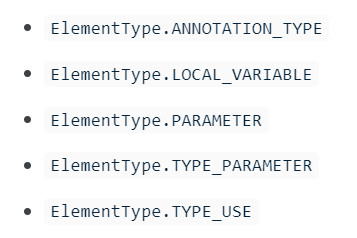 ElementType.ANNOTATION_TYPE
ElementType.LOCAL_VARIABLE
ElementType.PARAMETER
ElementType.TYPE_PARAMETER
ElementType.TYPE_USE